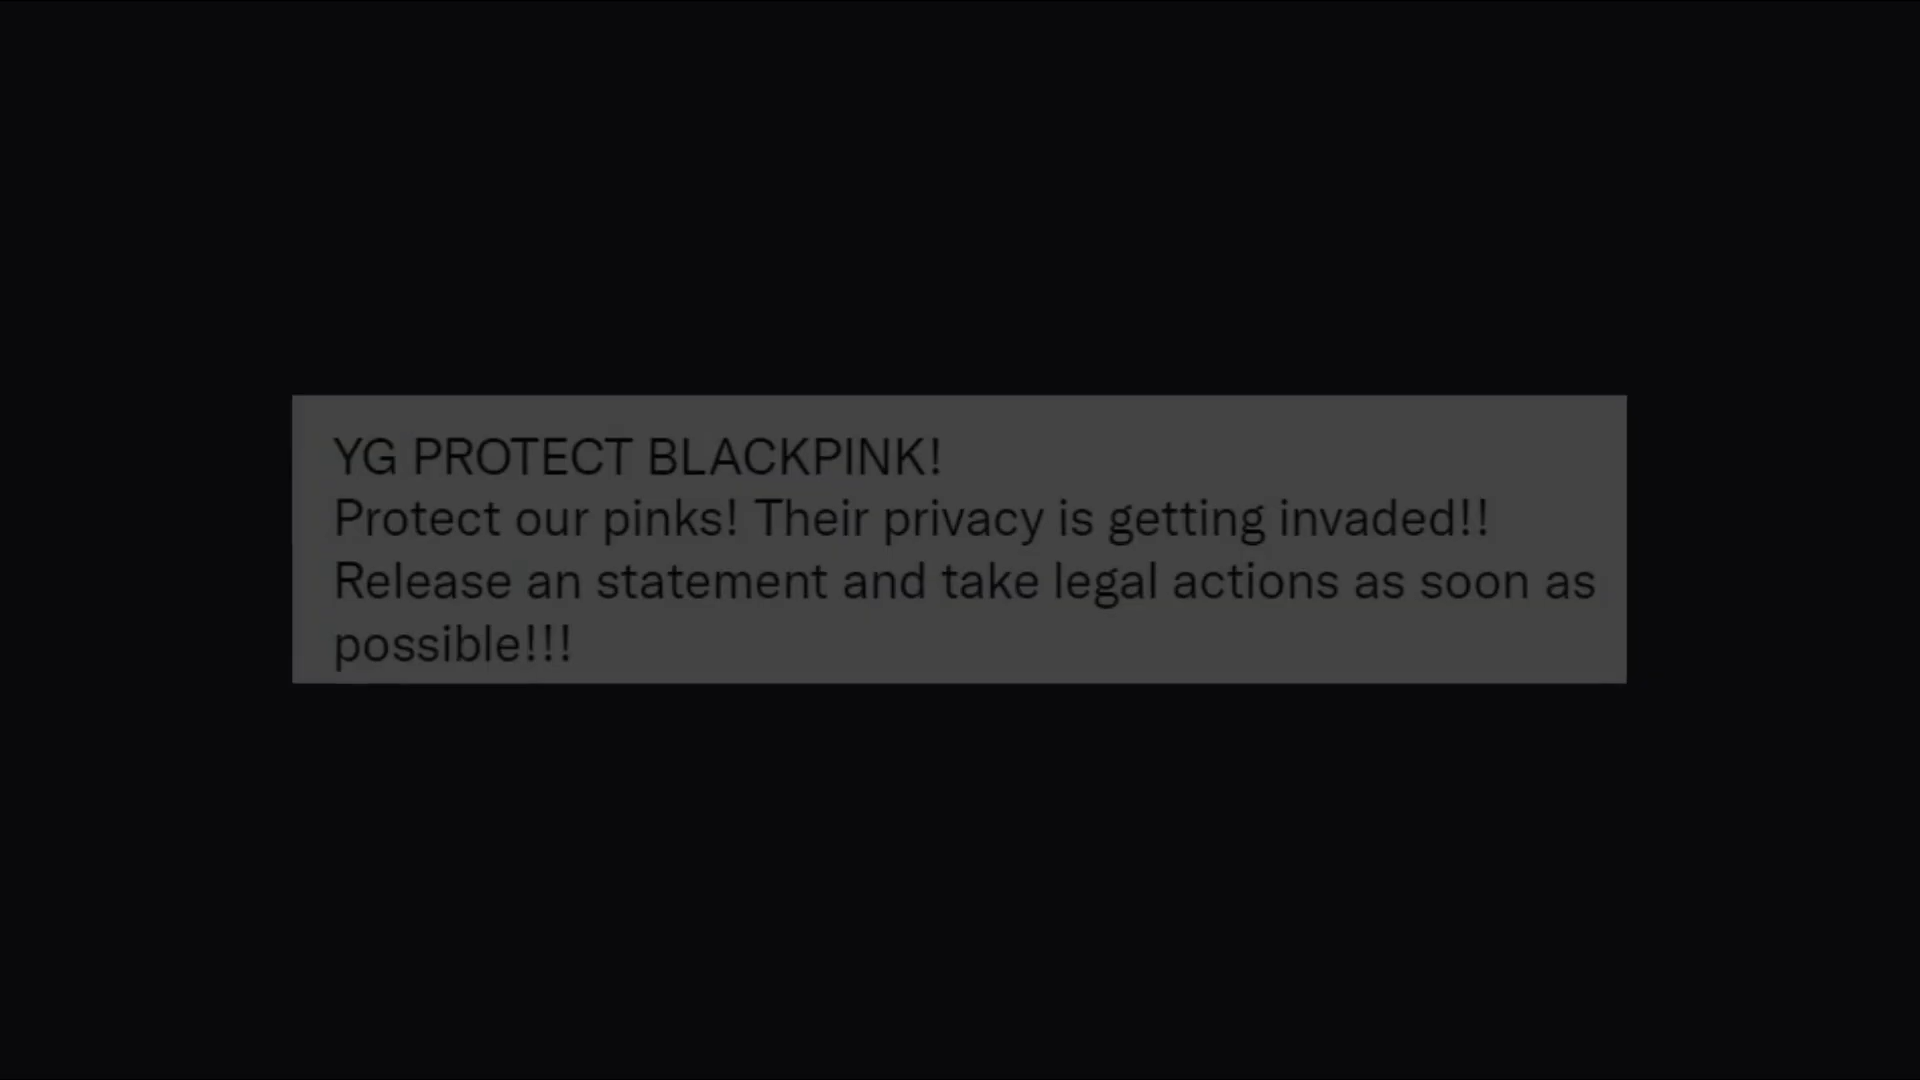 YG PROTECT BLACKPINK!
Protect our pinks! Their privacy is getting invaded!!
Release an statement and take legal actions as soon as
possible!!!